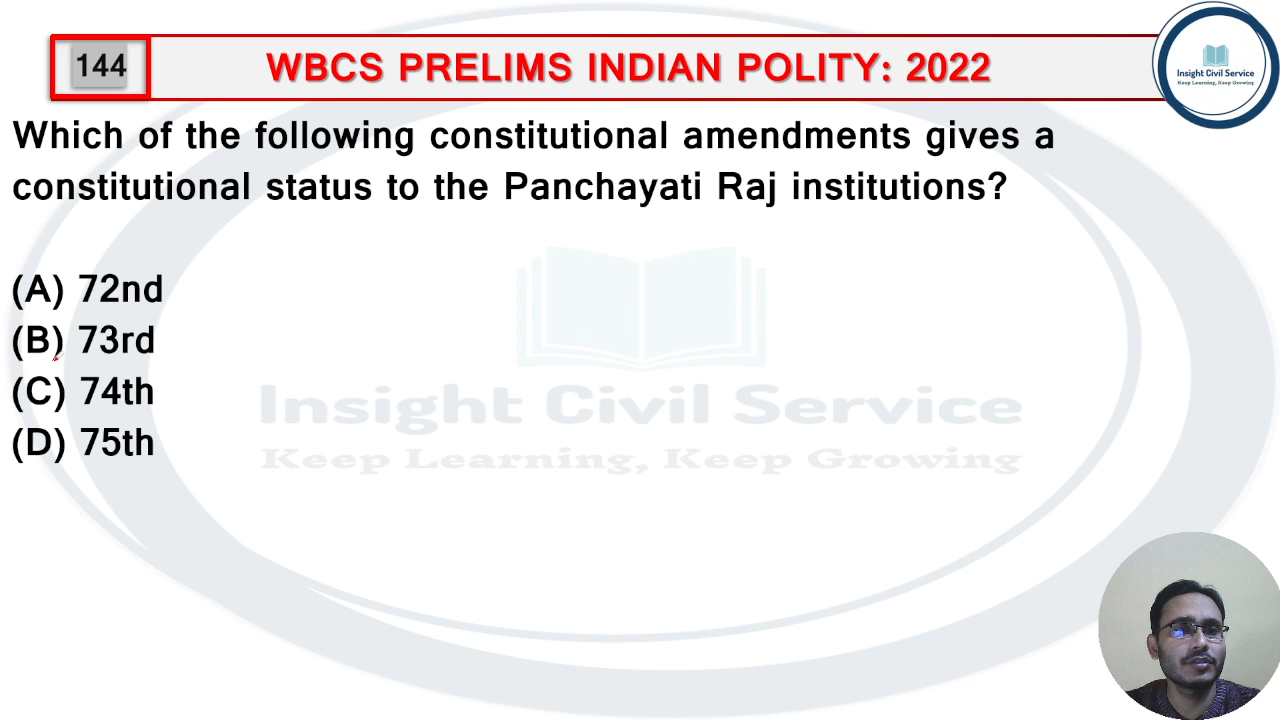 144
WBCS PRELIMS INDIAN POLITY: 2022
Insight Civil Service
Keep Learning, Keep Growing
Which of the following constitutional amendments gives a
constitutional status to the Panchayati Raj institutions?
(A) 72nd
(B) 73rd
(C) 74th
(D) 75th
Insight Civil Service
Keep Learning, Keep Growing